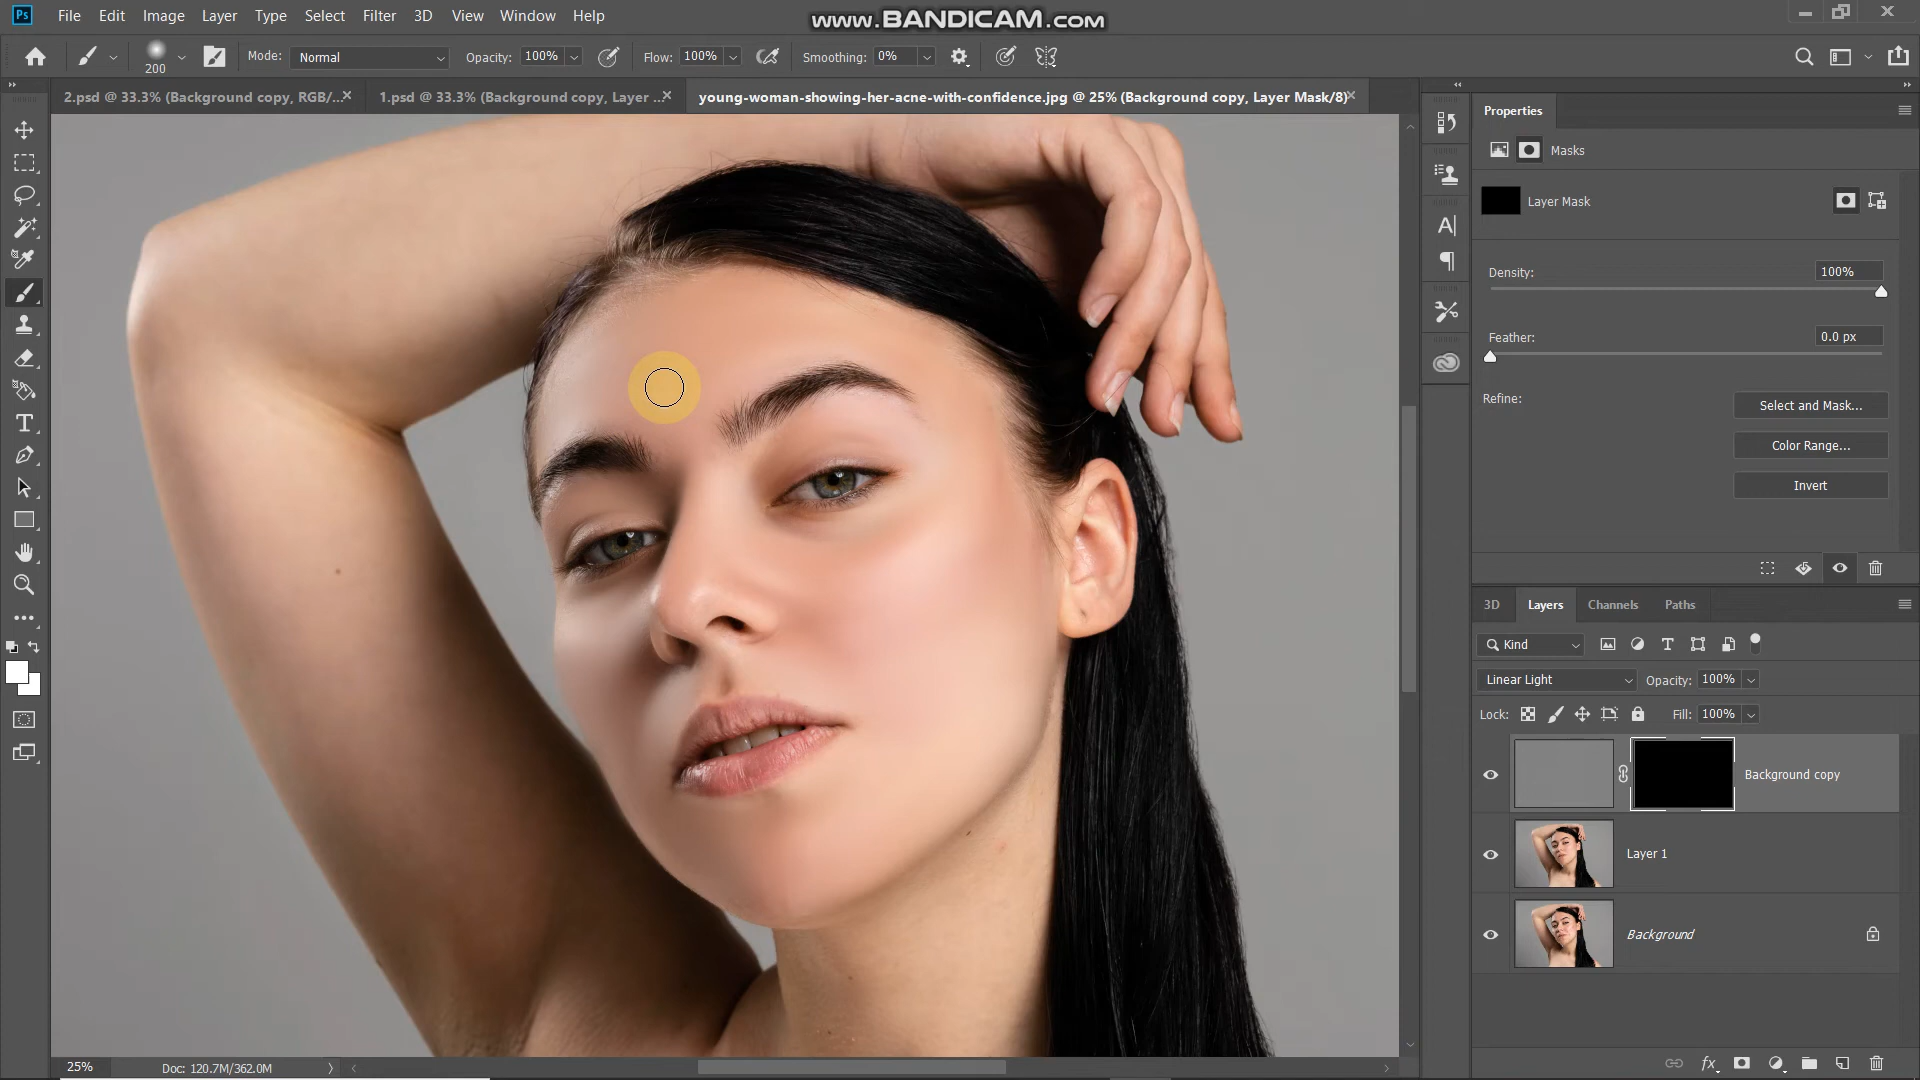 Ps File Edit Image Layer Type Select Filter 3D View Window Help
www.BANDICAM.com
200 Mode: Normal Opacity: 100% Flow: 100% Smoothing: 0%
2.psd @ 33.3% (Background copy, RGB/... 1.psd @ 33.3% (Background copy, Layer ... young-woman-showing-her-acne-with-confidence.jpg @ 25% (Background copy, Layer Mask/8)
Properties
Masks
Layer Mask
Density: 100%
Feather: 0.0 px
Refine: Select and Mask...
Color Range...
Invert
3D Layers Channels Paths
Kind
Linear Light Opacity: 100%
Lock: Fill: 100%
Background copy
Layer 1
Background
25% Doc: 120.7M/362.0M